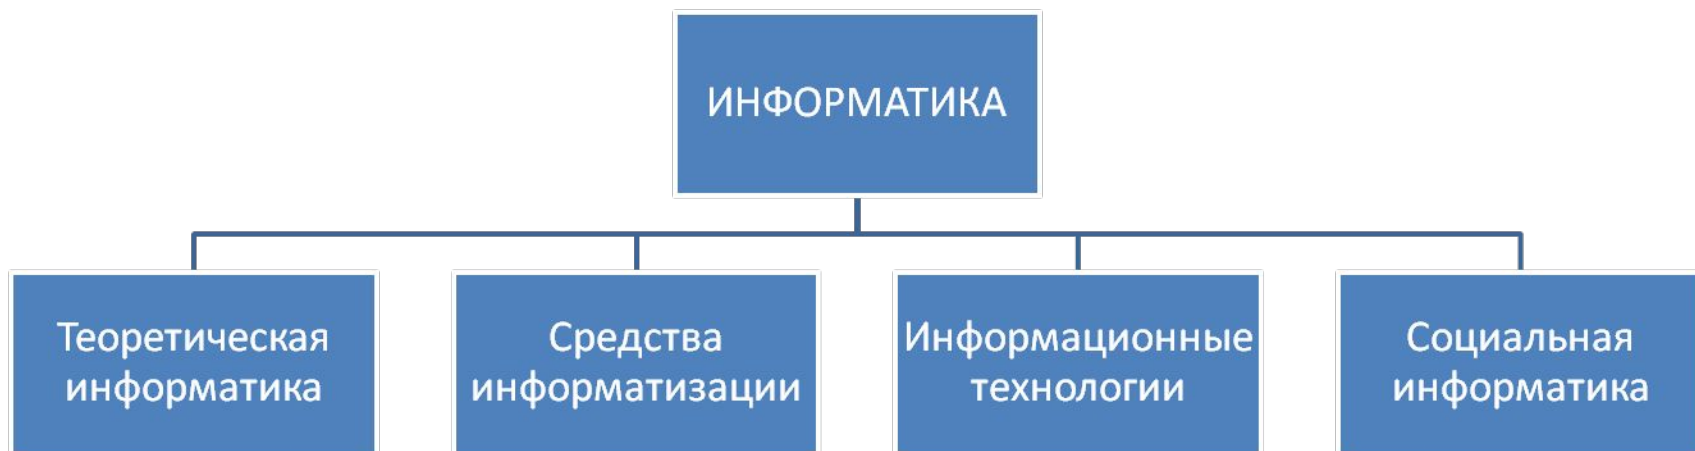 ИНФОРМАТИКА
Теоретическая
информатика
Средства
информатизации
Информационные
технологии
Социальная
информатика